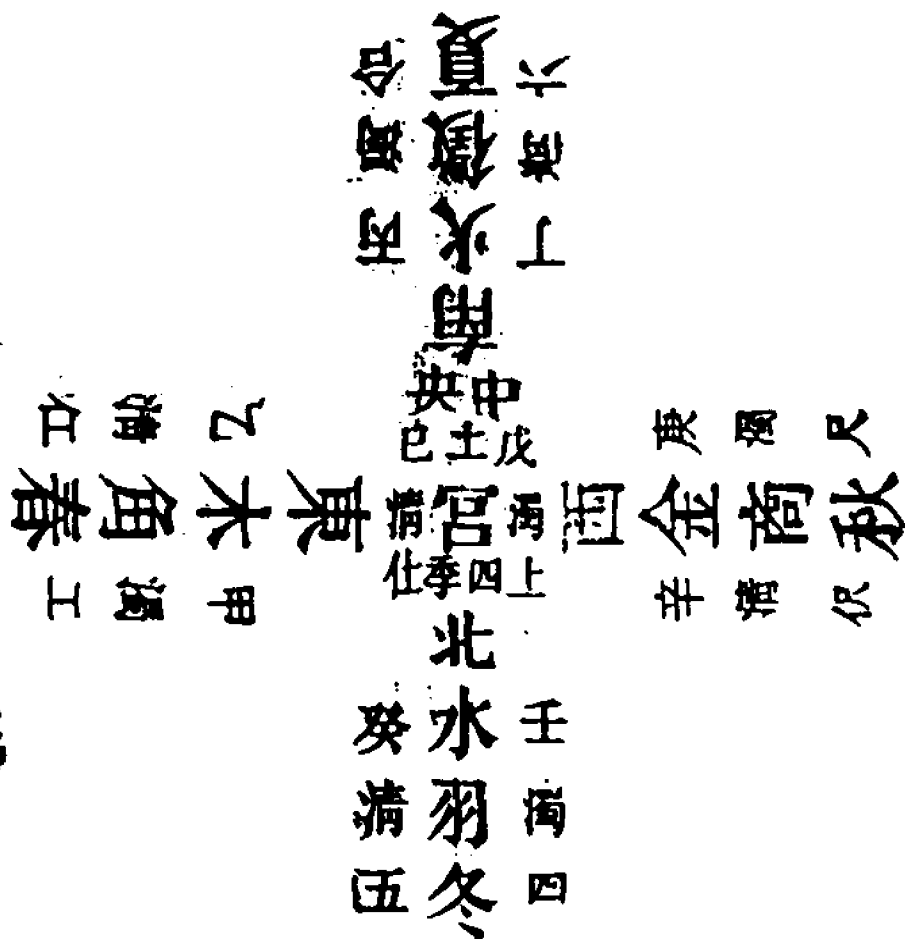 六夏合
清徵濁
丁火丙
南
中央
尺濁庚
戊土己
乙清仜
秋商金西
濁宮清
東木角春
伬清辛
上四季仕
甲濁工
北
壬水癸
濁羽清
四冬伍